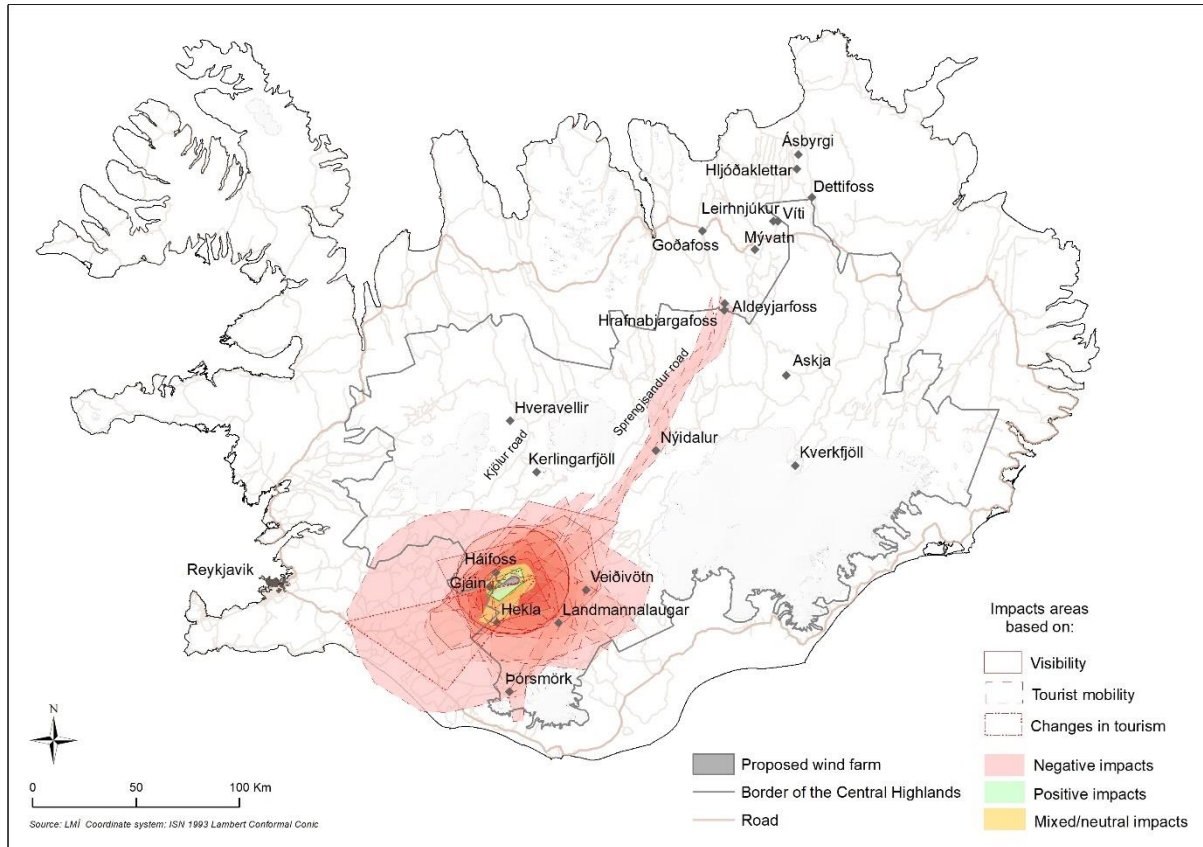 Ásbyrgi
Hljóðaklettar
Dettifoss
Leirhnjúkur
Víti
Goðafoss
Mývatn
Aldeyjarfoss
Hrafnabjargafoss
Sprengisandur road
Askja
Hveravellir
Kjölur road
Nýidalur
Kerlingarfjöll
Kverkfjöll
Háifoss
Reykjavik
Gjáin
Veiðivötn
Hekla
Landmannalaugar
Þórsmörk
Impacts areas
based on:
Visibility
Tourist mobility
Changes in tourism
Negative impacts
Positive impacts
Mixed/neutral impacts
Proposed wind farm
Border of the Central Highlands
Road
N
0 50 100 Km
Source: LMÍ Coordinate system: ISN 1993 Lambert Conformal Conic